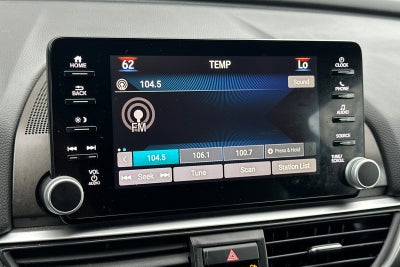 HOME
BACK
VOL
AUDIO
62 TEMP Lo
104.5 Sound
FM
104.5 106.1 100.7 Press & Hold
Seek Tune Scan Station List
CLOCK
PHONE
AUDIO
SOURCE
TUNE/
SCROLL